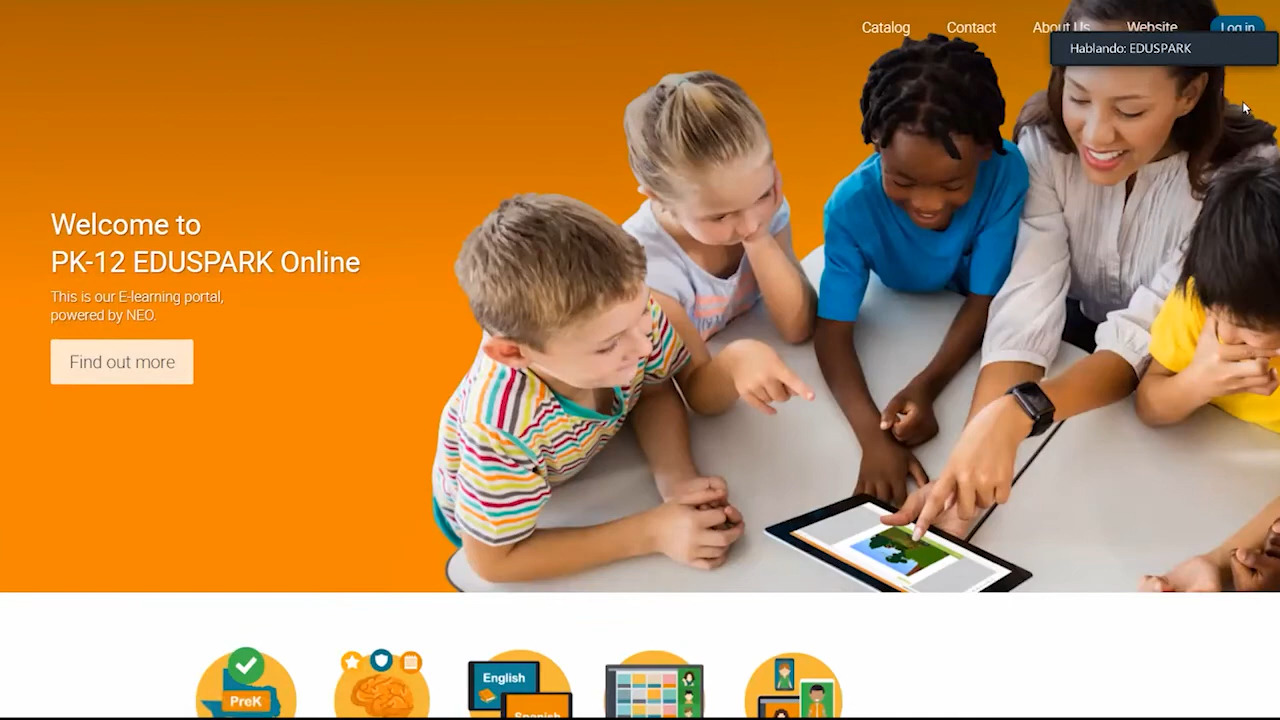 Catalog
Contact
About Us
Website
Log in
Hablando: EDUSPARK
Welcome to
PK-12 EDUSPARK Online
This is our E-learning portal,
powered by NEO.
Find out more
PreK
English
Spanish